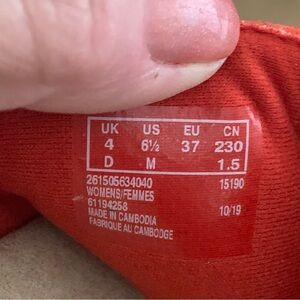 UK US EU CN
4 6½ 37 230
D M 1.5
261505634040 15190
WOMENS/FEMMES
61194258 10/19
MADE IN CAMBODIA
FABRIQUE AU CAMBODGE